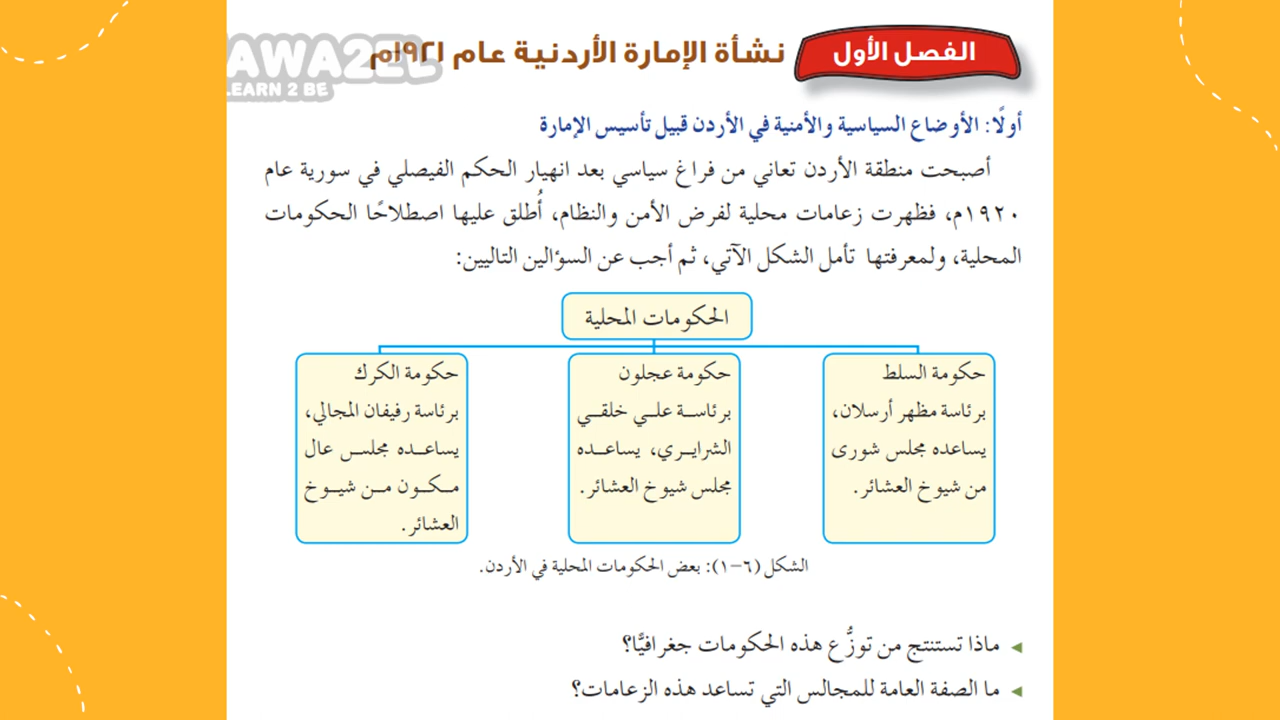 الفصل الأول
نشأة الإمارة الأردنية عام ١٩٢١م
AWA2EL
LEARN 2 BE
أولًا: الأوضاع السياسية والأمنية في الأردن قبيل تأسيس الإمارة
أصبحت منطقة الأردن تعاني من فراغ سياسي بعد انهيار الحكم الفيصلي في سورية عام
١٩٢٠م، فظهرت زعامات محلية لفرض الأمن والنظام، أُطلق عليها اصطلاحًا الحكومات
المحلية، ولمعرفتها تأمل الشكل الآتي، ثم أجب عن السؤالين التاليين:
الحكومات المحلية
حكومة السلط
برئاسة مظهر أرسلان،
يساعده مجلس شورى
من شيوخ العشائر.
حكومة عجلون
برئاسة علي خلقي
الشرايري، يساعده
مجلس شيوخ العشائر.
حكومة الكرك
برئاسة رفيفان المجالي،
يساعده مجلس عال
مكون من شيوخ
العشائر.
الشكل (٦-١): بعض الحكومات المحلية في الأردن.
ماذا تستنتج من توزُّع هذه الحكومات جغرافيًّا؟
ما الصفة العامة للمجالس التي تساعد هذه الزعامات؟